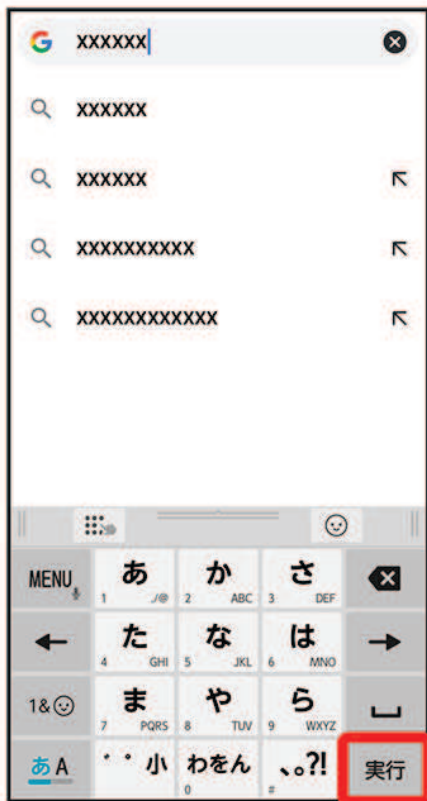 XXXXXX
XXXXXX
XXXXXX
XXXXXXXXXX
XXXXXXXXXXXX
MENU あ か さ
1 ./@ 2 ABC 3 DEF
た な は
4 GHI 5 JKL 6 MNO
1& ま や ら
7 PQRS 8 TUV 9 WXYZ
あA ゛゜小 わをん 、。?! 実行
0 #